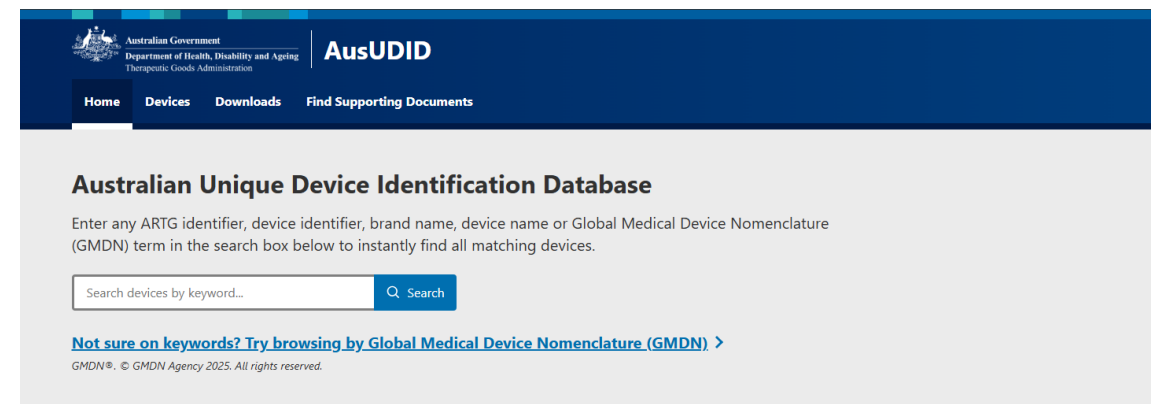 Australian Government
Department of Health, Disability and Ageing
Therapeutic Goods Administration
AusUDID
Home Devices Downloads Find Supporting Documents
Australian Unique Device Identification Database
Enter any ARTG identifier, device identifier, brand name, device name or Global Medical Device Nomenclature
(GMDN) term in the search box below to instantly find all matching devices.
Search devices by keyword... Search
Not sure on keywords? Try browsing by Global Medical Device Nomenclature (GMDN) >
GMDN®. © GMDN Agency 2025. All rights reserved.